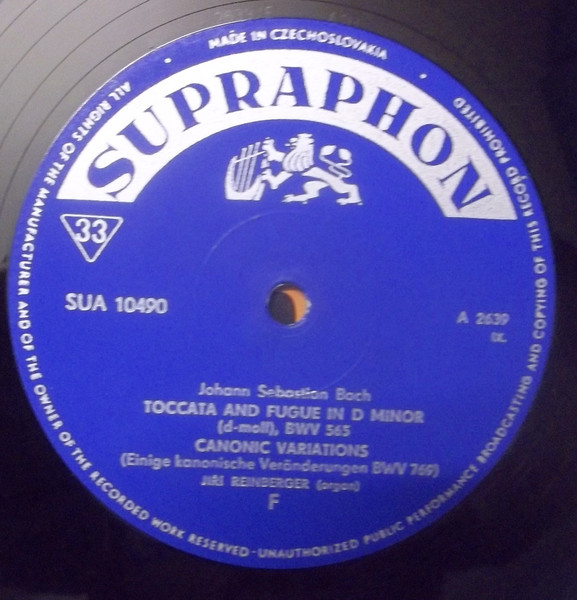 MADE IN CZECHOSLOVAKIA
ALL RIGHTS OF THE MANUFACTURER AND OF THE OWNER OF THE RECORDED WORK RESERVED · UNAUTHORIZED PUBLIC PERFORMANCE BROADCASTING AND COPYING OF THIS RECORD PROHIBITED
SUPRAPHON
33
SUA 10490
A 2639
IX.
Johann Sebastian Bach
TOCCATA AND FUGUE IN D MINOR
(d-moll), BWV 565
CANONIC VARIATIONS
(Einige kanonische Veränderungen BWV 769)
JIŘÍ REINBERGER (organ)
F